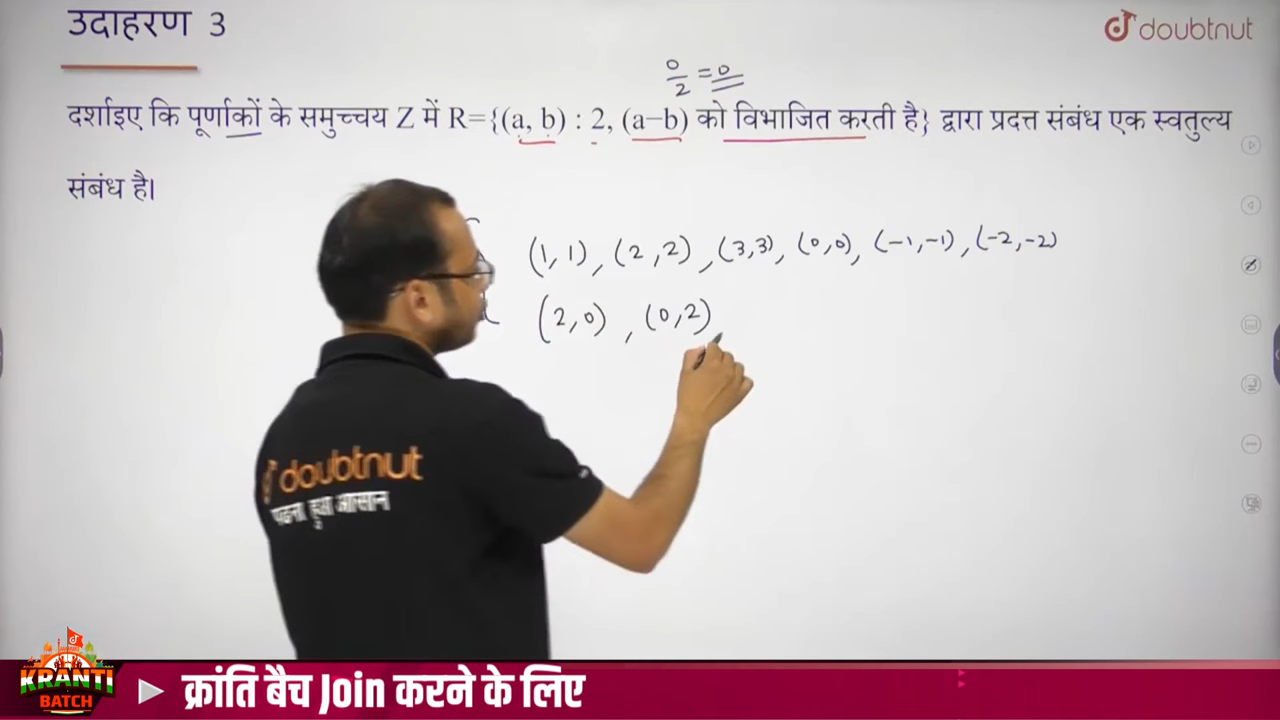 उदाहरण 3
doubtnut
0/2 = 0
दर्शाइए कि पूर्णाकों के समुच्चय Z में R={(a, b) : 2, (a−b) को विभाजित करती है} द्वारा प्रदत्त संबंध एक स्वतुल्य
संबंध है।
(1, 1), (2, 2), (3,3), (0,0), (-1,-1), (-2,-2)
(2,0), (0,2)
doubtnut
पढना हुआ आसान
KRANTI
BATCH
क्रांति बैच Join करने के लिए